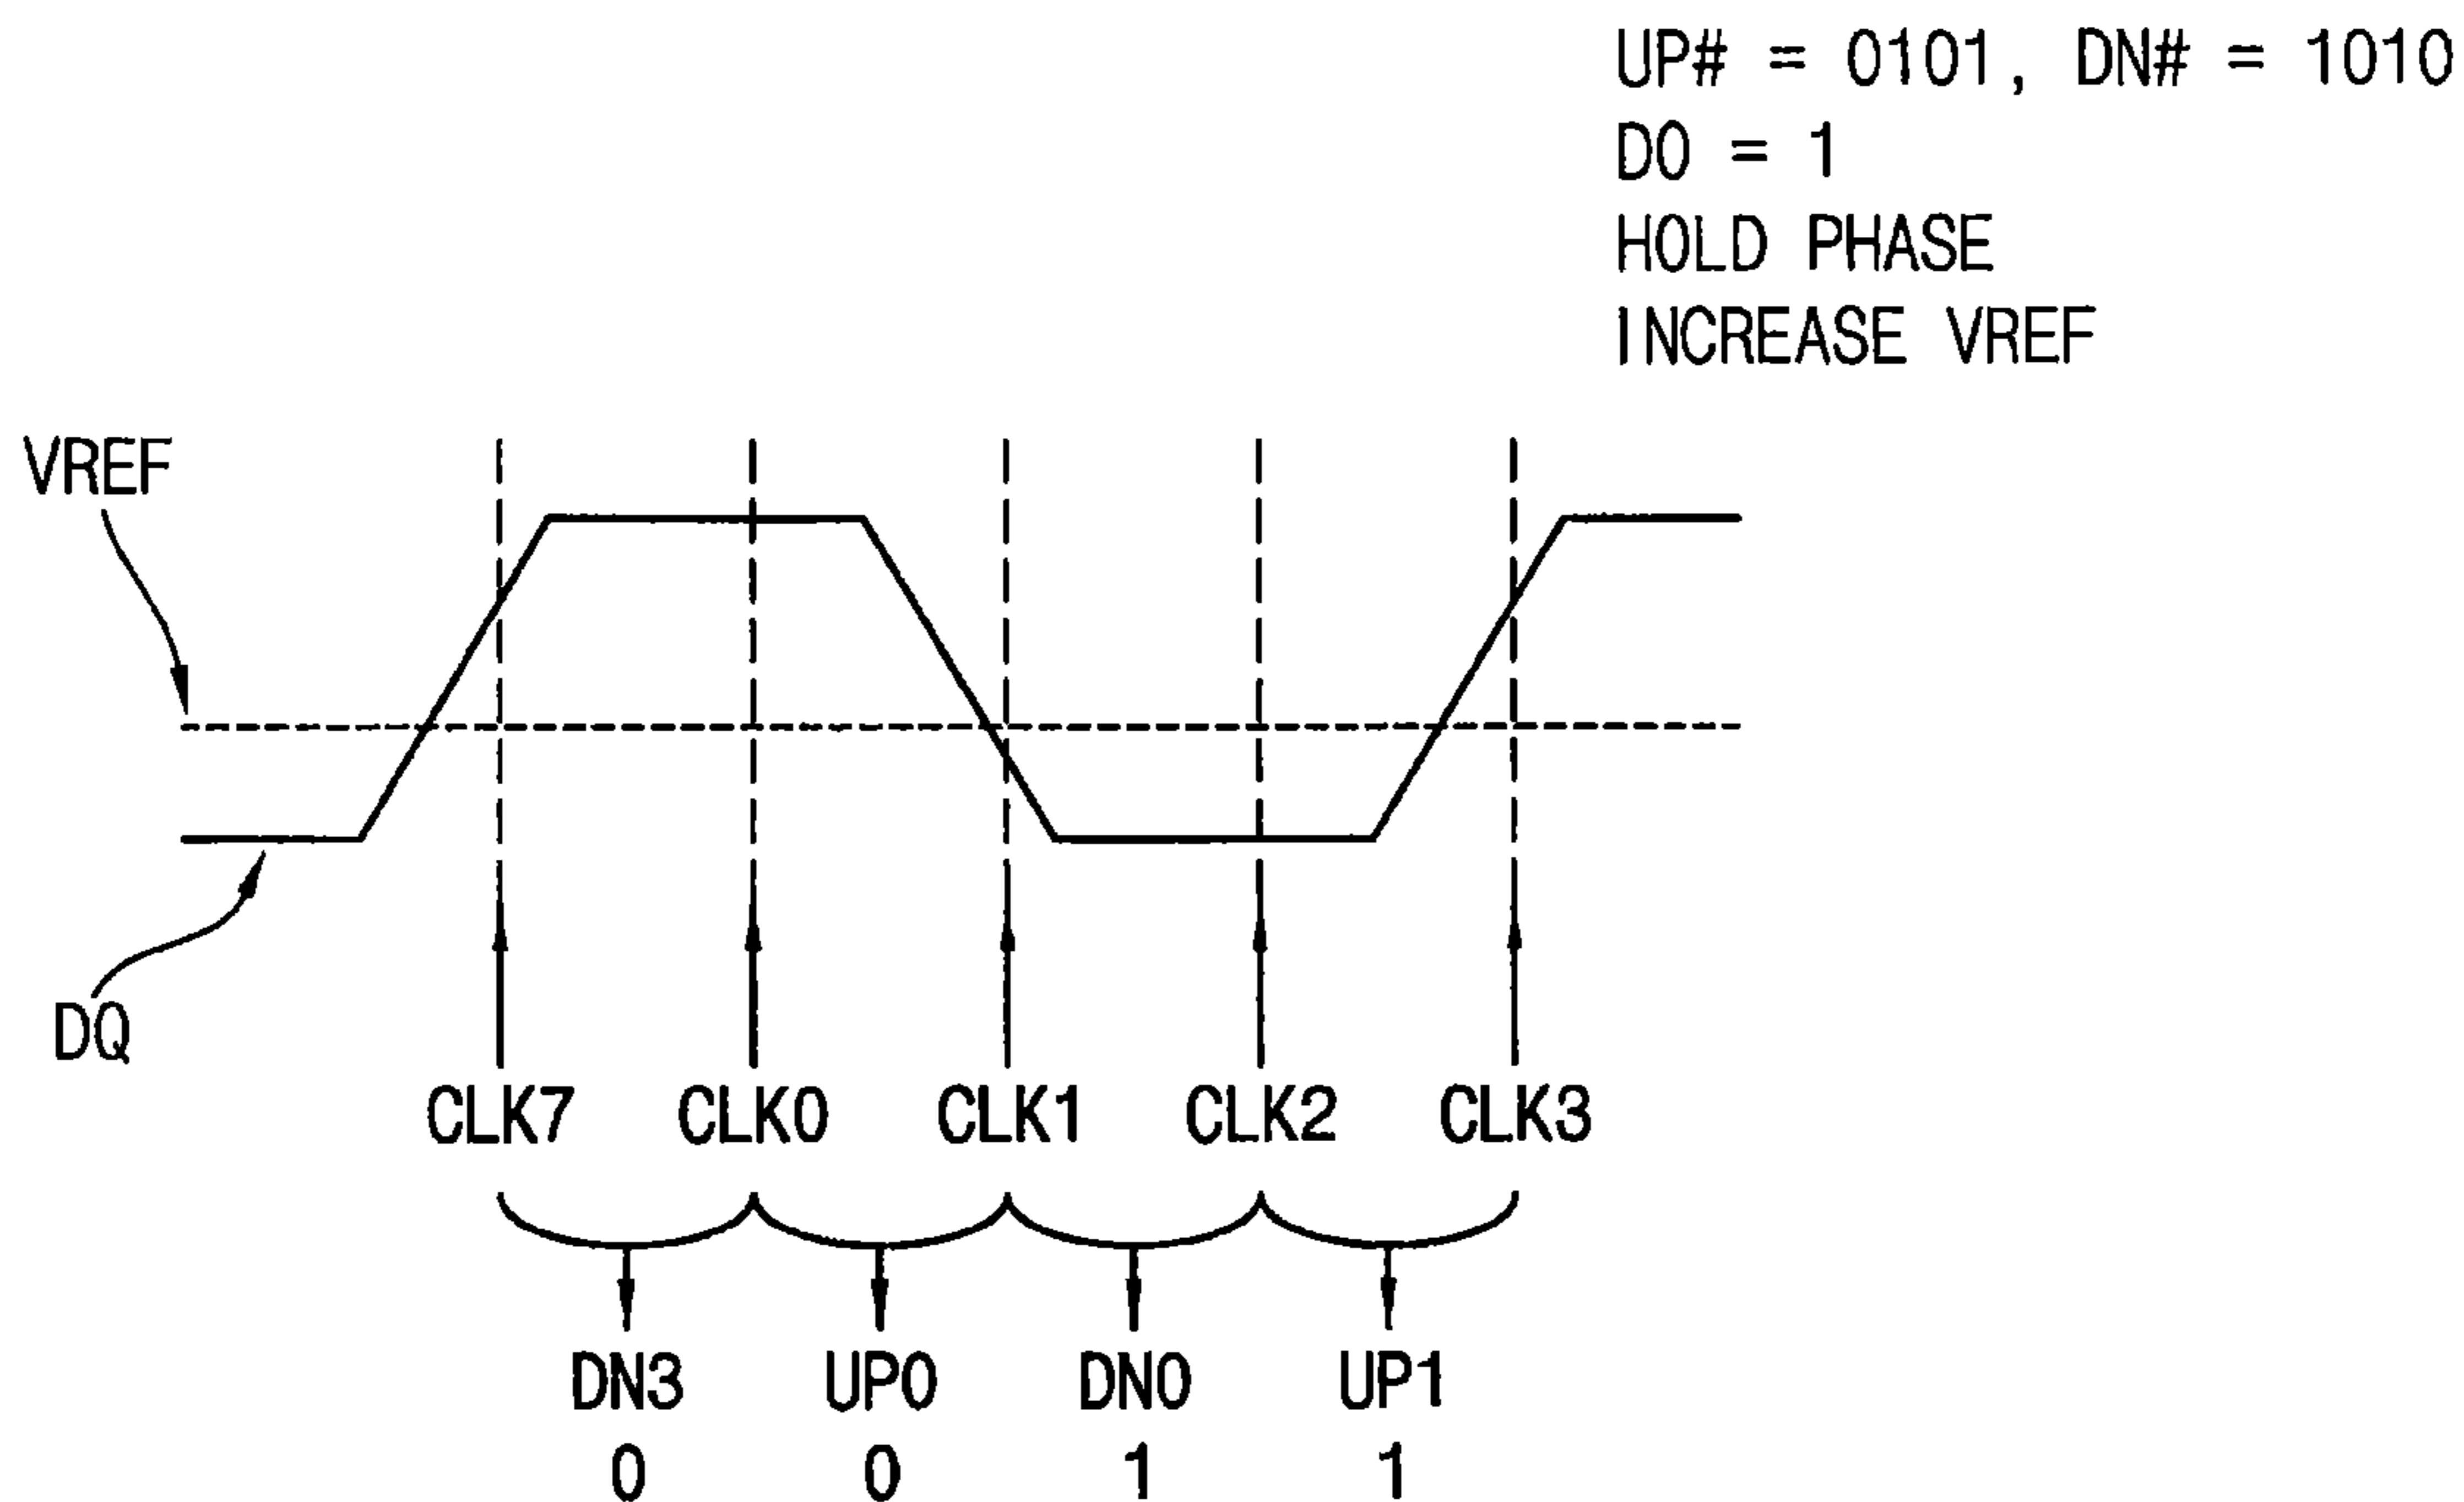 UP# = 0101, DN# = 1010
D0 = 1
HOLD PHASE
INCREASE VREF
VREF
DQ
CLK7 CLK0 CLK1 CLK2 CLK3
DN3 UP0 DN0 UP1
0 0 1 1